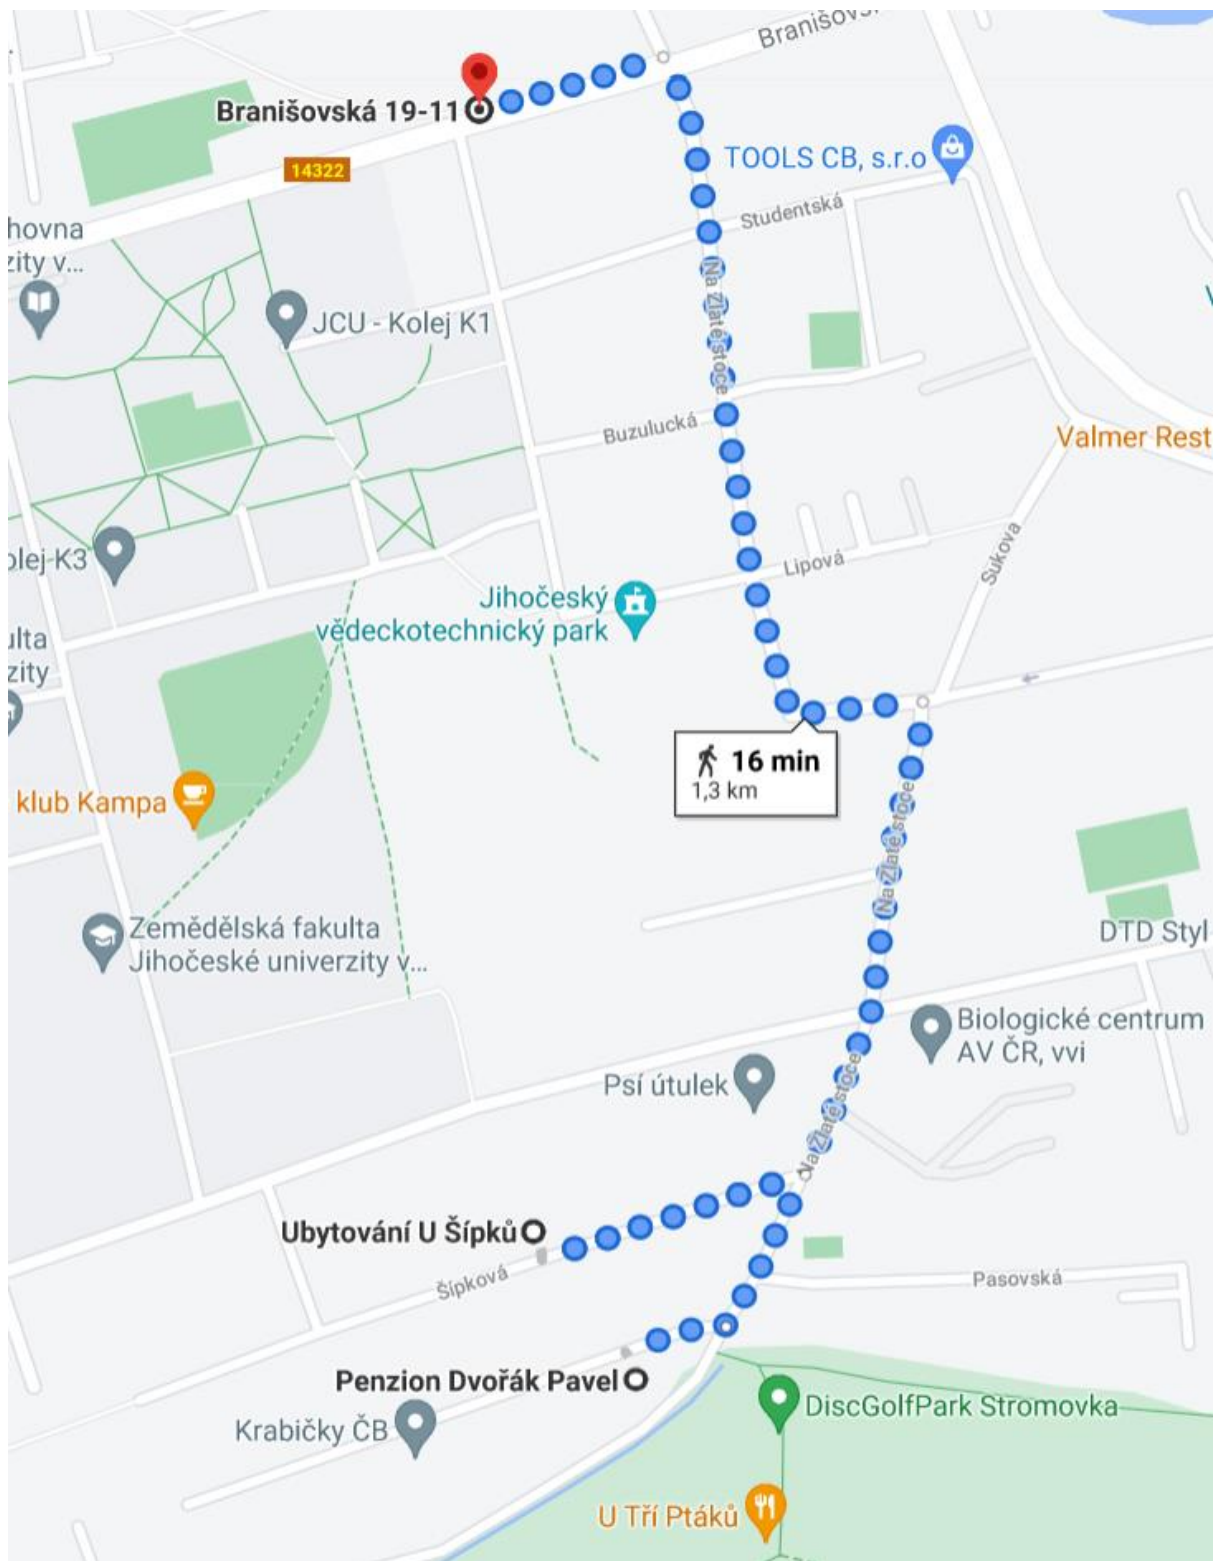 Branišovs
Branišovská 19-11
14322
TOOLS CB, s.r.o
Studentská
hovna
zity v...
JCU - Kolej K1
Na Zlaté stoce
Buzulucká
Valmer Rest
olej K3
Lipová
Sukova
Jihočeský
vědeckotechnický park
ulta
zity
16 min
1,3 km
klub Kampa
Na Zlaté stoce
Zemědělská fakulta
Jihočeské univerzity v...
DTD Styl
Biologické centrum
AV ČR, vvi
Psí útulek
Na Zlaté stoce
Ubytování U Šípků
Šípková
Pasovská
Penzion Dvořák Pavel
Krabičky ČB
DiscGolfPark Stromovka
U Tří Ptáků